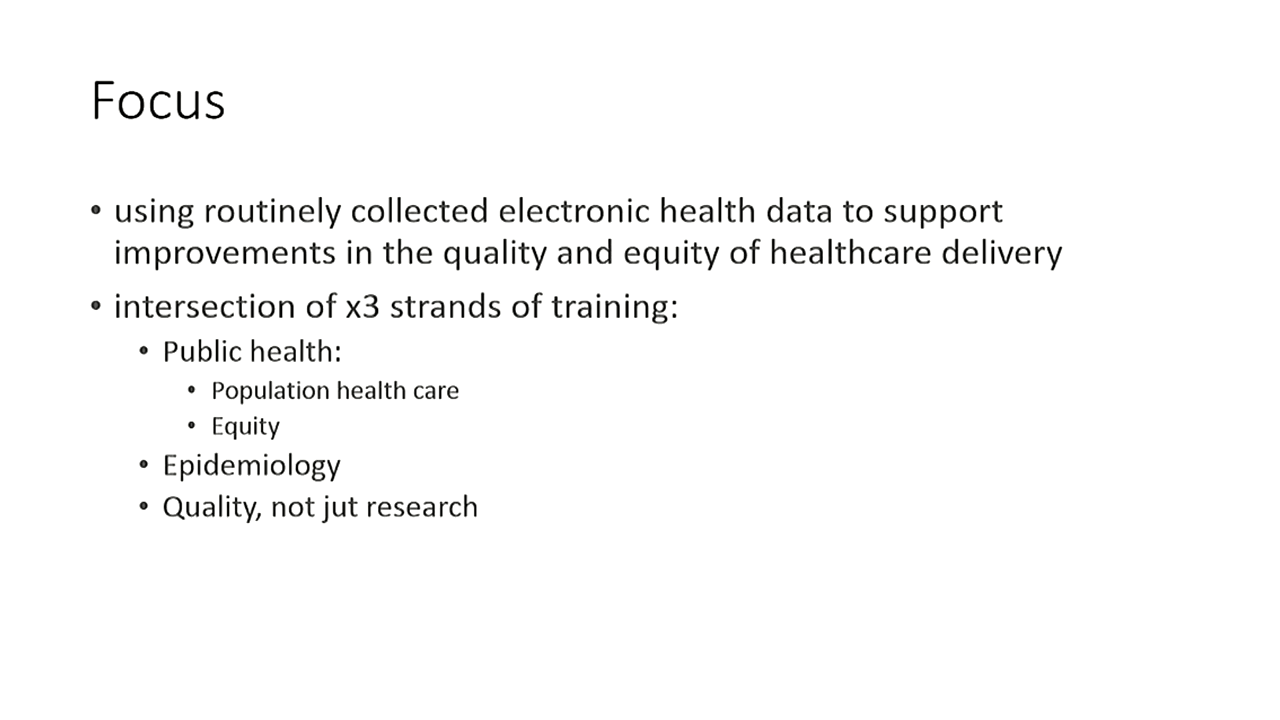 Focus
• using routinely collected electronic health data to support
improvements in the quality and equity of healthcare delivery
• intersection of x3 strands of training:
• Public health:
• Population health care
• Equity
• Epidemiology
• Quality, not jut research